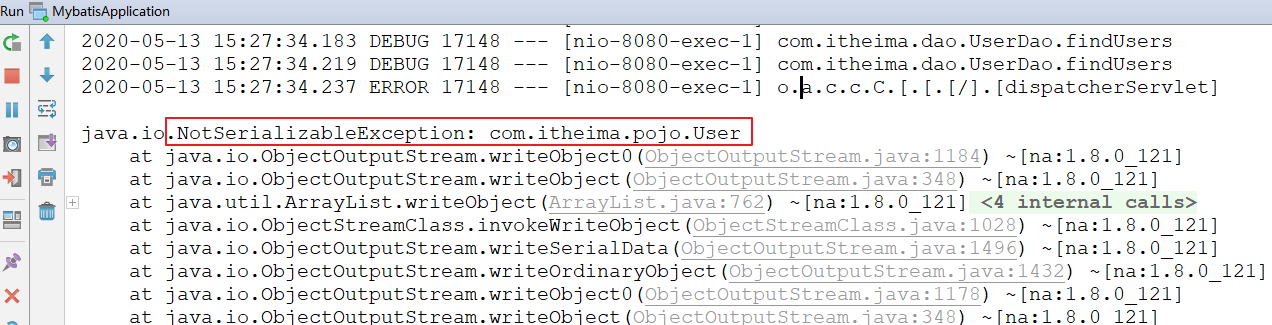 Run MybatisApplication
2020-05-13 15:27:34.183 DEBUG 17148 --- [nio-8080-exec-1] com.itheima.dao.UserDao.findUsers
2020-05-13 15:27:34.219 DEBUG 17148 --- [nio-8080-exec-1] com.itheima.dao.UserDao.findUsers
2020-05-13 15:27:34.237 ERROR 17148 --- [nio-8080-exec-1] o.a.c.c.C.[.[.[/].[dispatcherServlet]
java.io.NotSerializableException: com.itheima.pojo.User
at java.io.ObjectOutputStream.writeObject0(ObjectOutputStream.java:1184) ~[na:1.8.0_121]
at java.io.ObjectOutputStream.writeObject(ObjectOutputStream.java:348) ~[na:1.8.0_121]
at java.util.ArrayList.writeObject(ArrayList.java:762) ~[na:1.8.0_121] <4 internal calls>
at java.io.ObjectStreamClass.invokeWriteObject(ObjectStreamClass.java:1028) ~[na:1.8.0_121]
at java.io.ObjectOutputStream.writeSerialData(ObjectOutputStream.java:1496) ~[na:1.8.0_121]
at java.io.ObjectOutputStream.writeOrdinaryObject(ObjectOutputStream.java:1432) ~[na:1.8.0_121]
at java.io.ObjectOutputStream.writeObject0(ObjectOutputStream.java:1178) ~[na:1.8.0_121]
at java.io.ObjectOutputStream.writeObject(ObjectOutputStream.java:348) ~[na:1.8.0_121]